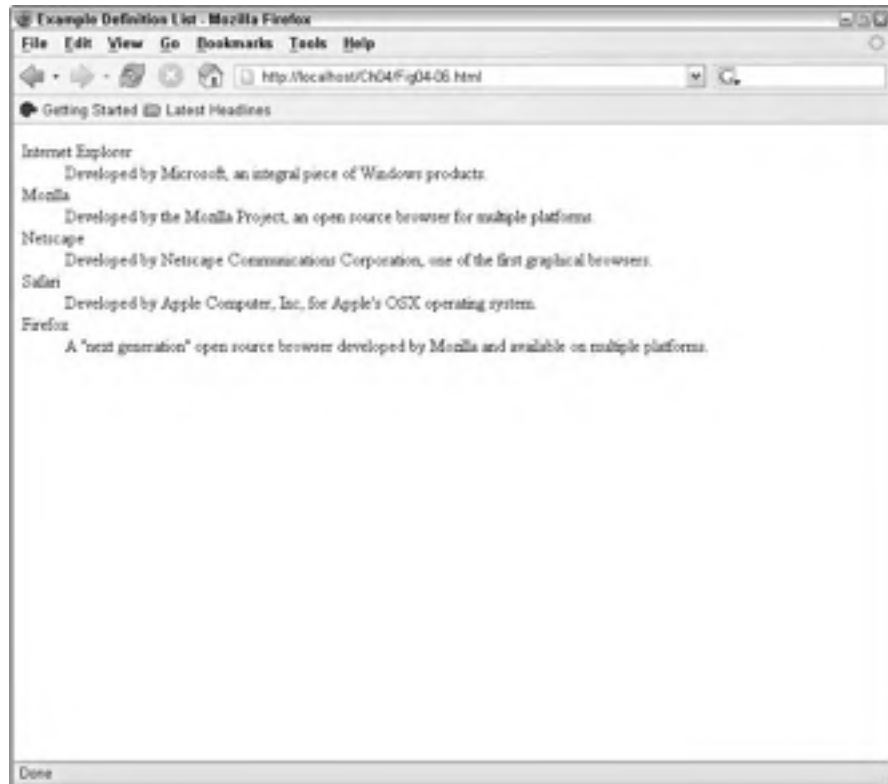 Example Definition List - Mozilla Firefox
File Edit View Go Bookmarks Tools Help
http://localhost/Ch04/Fig04-06.html
Getting Started Latest Headlines
Internet Explorer
Developed by Microsoft, an integral piece of Windows products.
Mozilla
Developed by the Mozilla Project, an open source browser for multiple platforms.
Netscape
Developed by Netscape Communications Corporation, one of the first graphical browsers.
Safari
Developed by Apple Computer, Inc, for Apple's OSX operating system.
Firefox
A "next generation" open source browser developed by Mozilla and available on multiple platforms.
Done